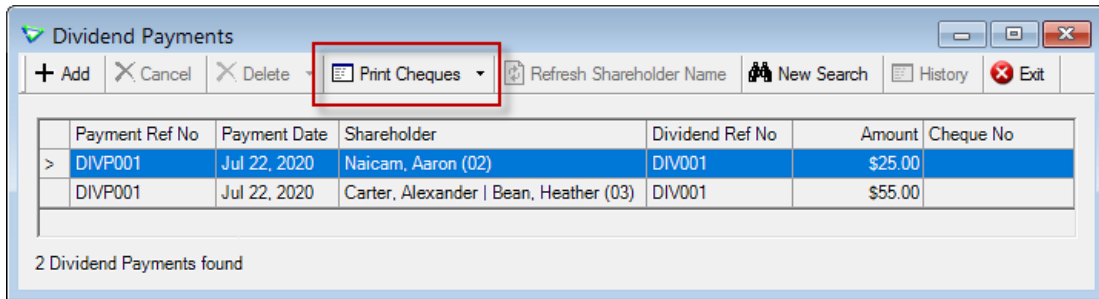 Dividend Payments
Add Cancel Delete Print Cheques Refresh Shareholder Name New Search History Exit
Payment Ref No Payment Date Shareholder Dividend Ref No Amount Cheque No
> DIVP001 Jul 22, 2020 Naicam, Aaron (02) DIV001 $25.00
DIVP001 Jul 22, 2020 Carter, Alexander | Bean, Heather (03) DIV001 $55.00
2 Dividend Payments found